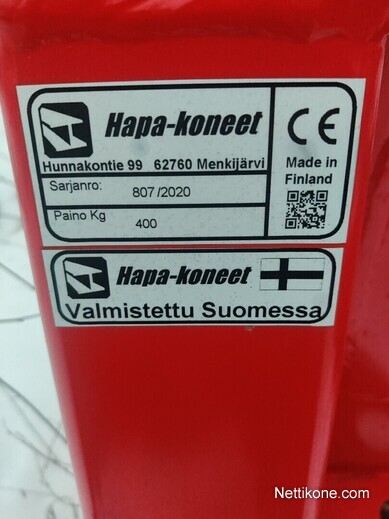 Hapa-koneet
CE
Hunnakontie 99 62760 Menkijärvi
Made in
Finland
Sarjanro: 807/2020
Paino Kg 400
Hapa-koneet
Valmistettu Suomessa
Nettikone.com